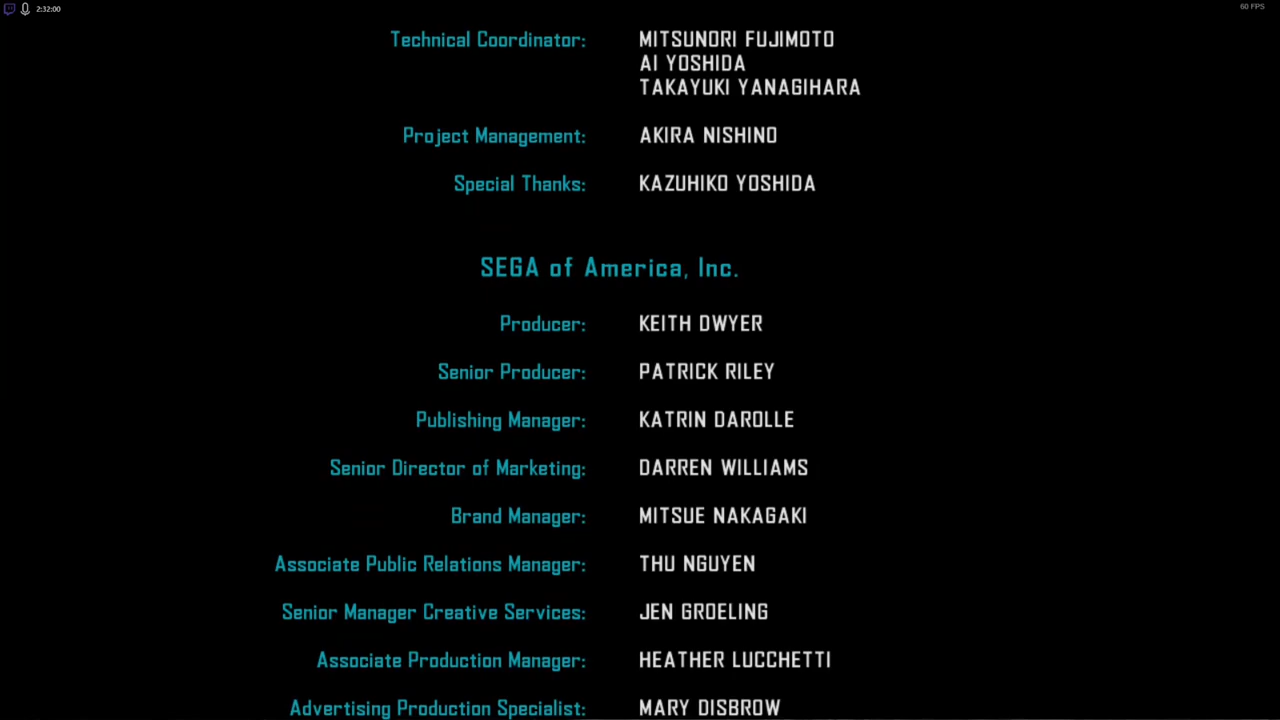 2:32:00
60 FPS
Technical Coordinator: MITSUNORI FUJIMOTO
AI YOSHIDA
TAKAYUKI YANAGIHARA
Project Management: AKIRA NISHINO
Special Thanks: KAZUHIKO YOSHIDA
SEGA of America, Inc.
Producer: KEITH DWYER
Senior Producer: PATRICK RILEY
Publishing Manager: KATRIN DAROLLE
Senior Director of Marketing: DARREN WILLIAMS
Brand Manager: MITSUE NAKAGAKI
Associate Public Relations Manager: THU NGUYEN
Senior Manager Creative Services: JEN GROELING
Associate Production Manager: HEATHER LUCCHETTI
Advertising Production Specialist: MARY DISBROW